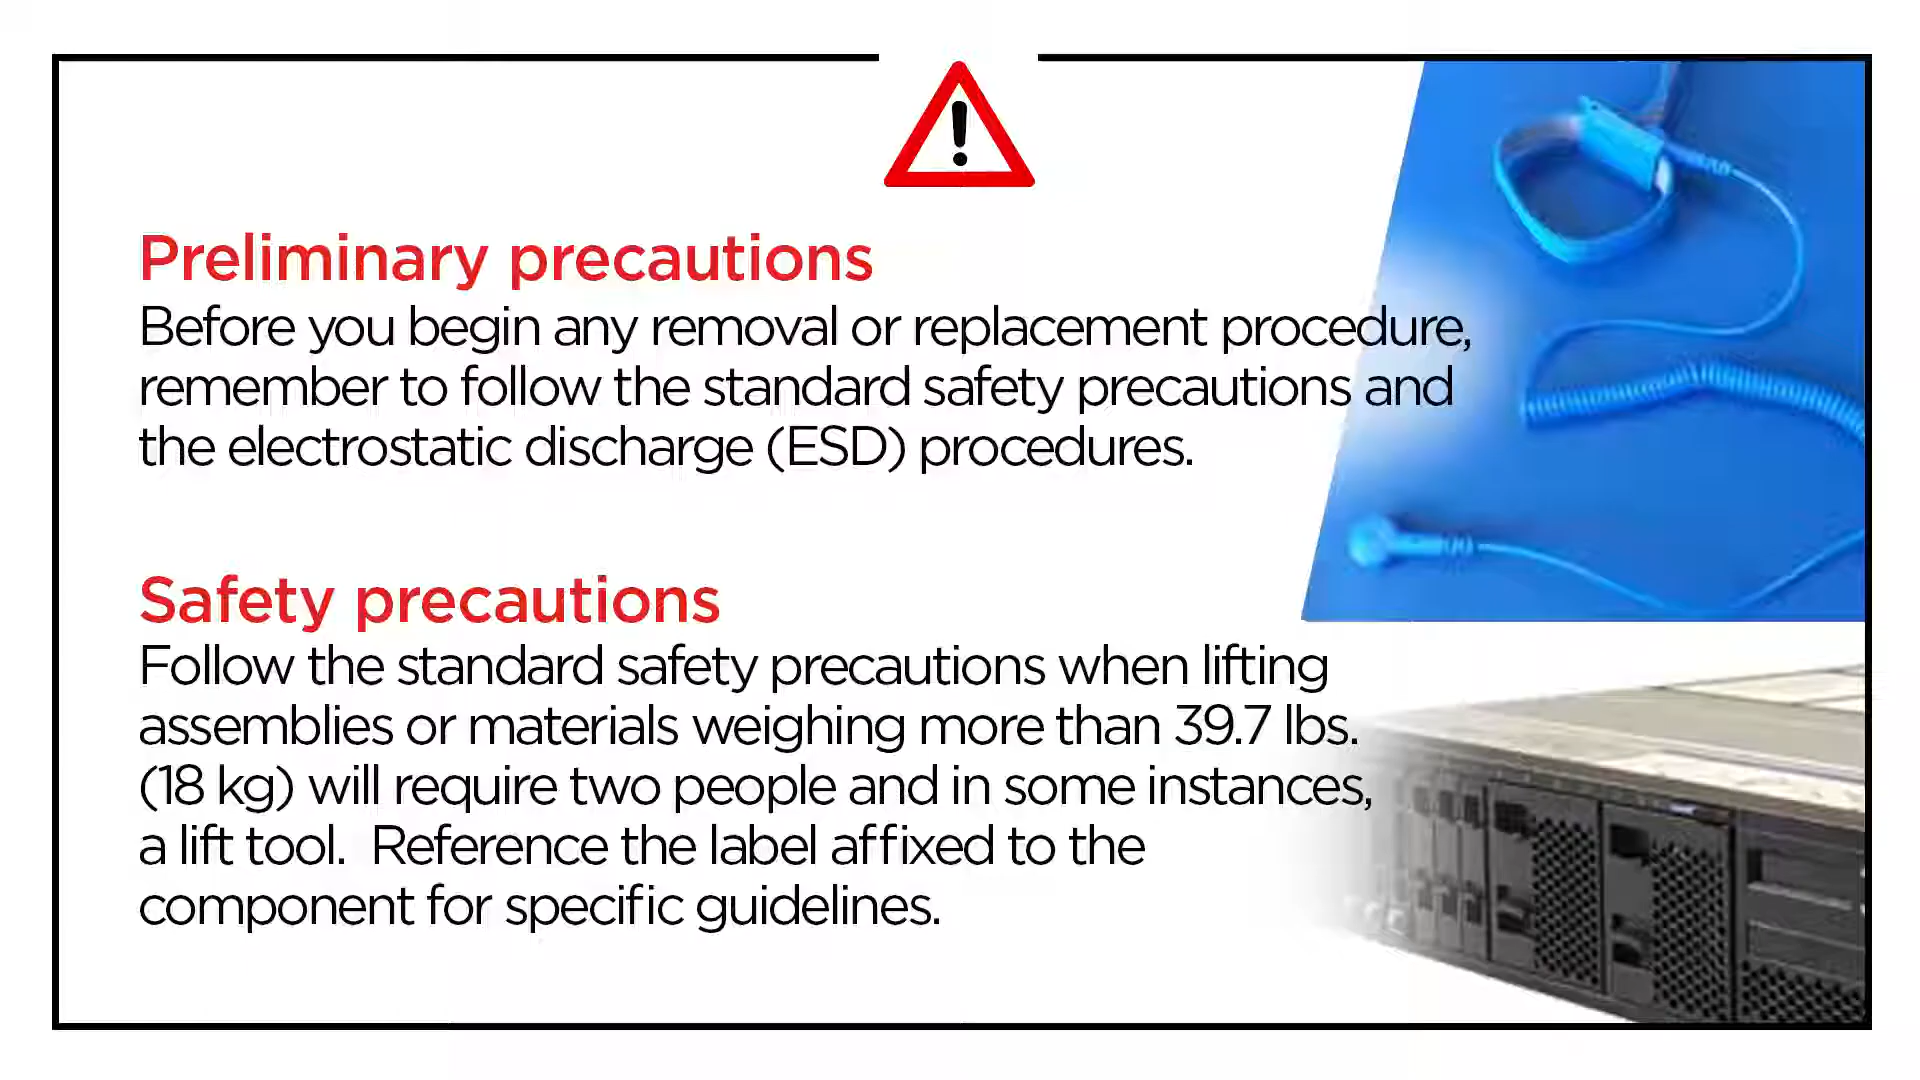 Preliminary precautions
Before you begin any removal or replacement procedure,
remember to follow the standard safety precautions and
the electrostatic discharge (ESD) procedures.
Safety precautions
Follow the standard safety precautions when lifting
assemblies or materials weighing more than 39.7 lbs.
(18 kg) will require two people and in some instances,
a lift tool.  Reference the label affixed to the
component for specific guidelines.